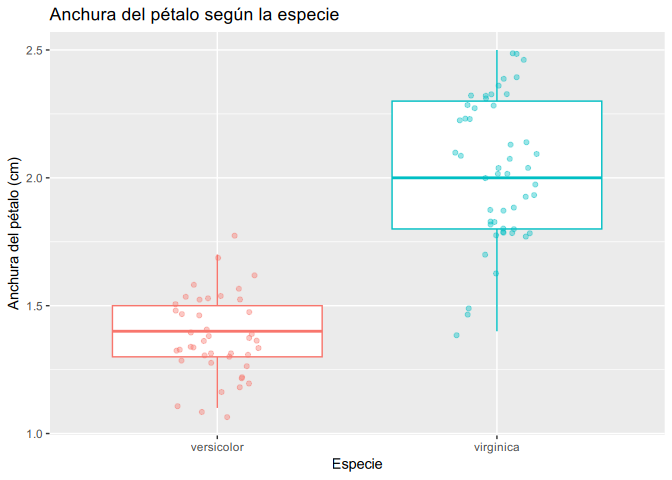 Anchura del pétalo según la especie
Anchura del pétalo (cm)
2.5
2.0
1.5
1.0
versicolor
virginica
Especie